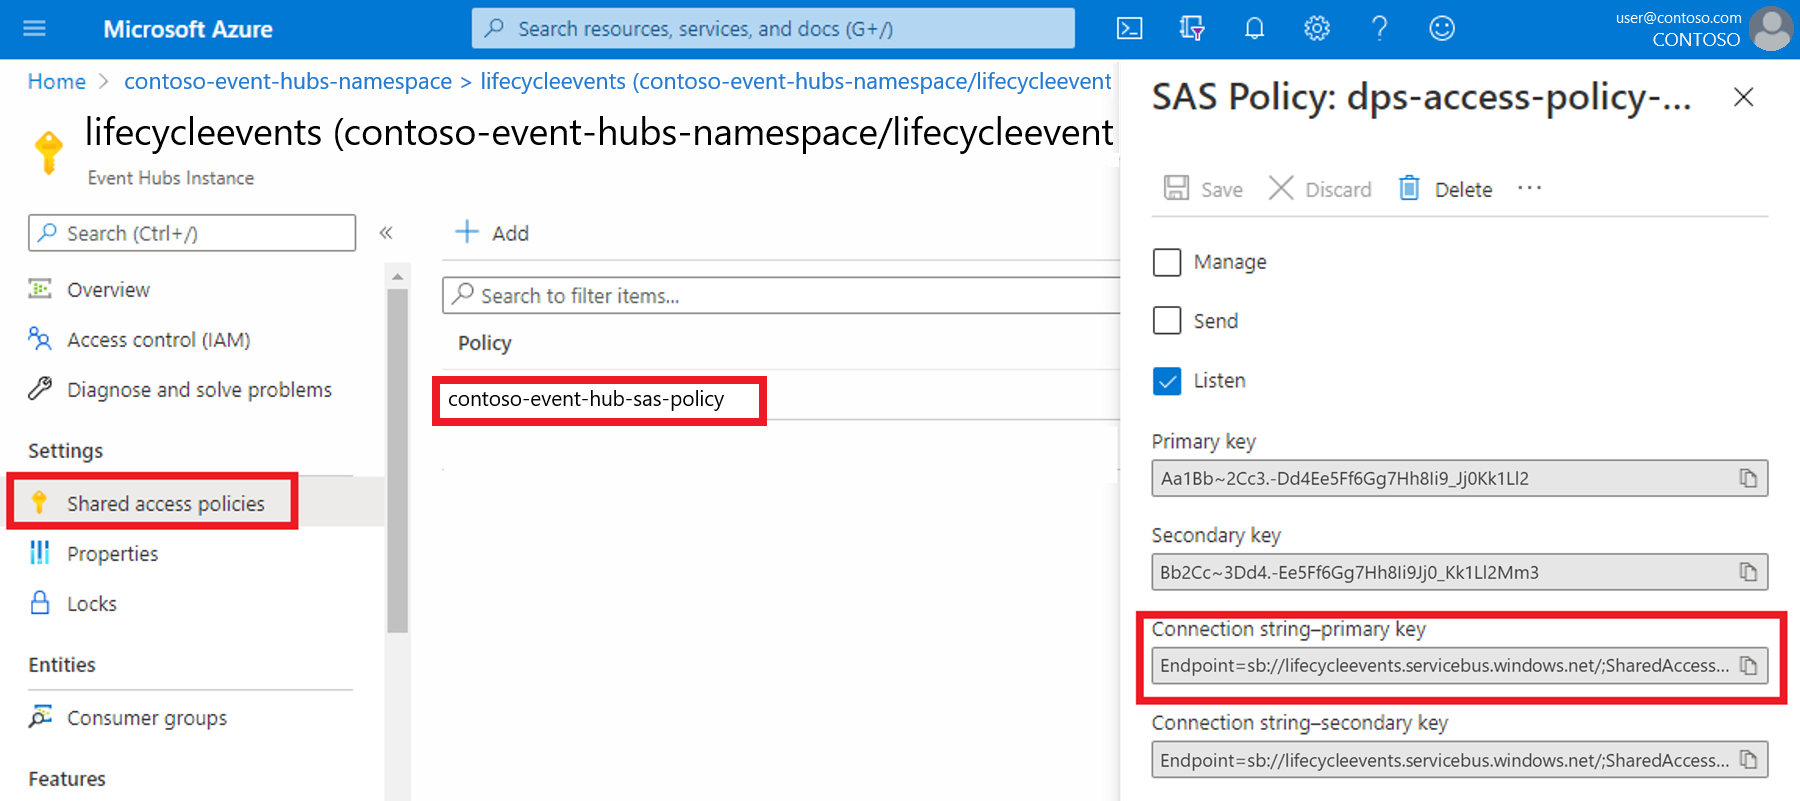 Microsoft Azure
Search resources, services, and docs (G+/)
user@contoso.com
CONTOSO
Home > contoso-event-hubs-namespace > lifecycleevents (contoso-event-hubs-namespace/lifecycleevent
lifecycleevents (contoso-event-hubs-namespace/lifecycleevent
Event Hubs Instance
Search (Ctrl+/)
«
Overview
Access control (IAM)
Diagnose and solve problems
Settings
Shared access policies
Properties
Locks
Entities
Consumer groups
Features
+ Add
Search to filter items...
Policy
contoso-event-hub-sas-policy
SAS Policy: dps-access-policy-...
Save
Discard
Delete
...
Manage
Send
Listen
Primary key
Aa1Bb~2Cc3.-Dd4Ee5Ff6Gg7Hh8Ii9_Jj0Kk1Ll2
Secondary key
Bb2Cc~3Dd4.-Ee5Ff6Gg7Hh8Ii9Jj0_Kk1Ll2Mm3
Connection string–primary key
Endpoint=sb://lifecycleevents.servicebus.windows.net/;SharedAccess...
Connection string–secondary key
Endpoint=sb://lifecycleevents.servicebus.windows.net/;SharedAccess...